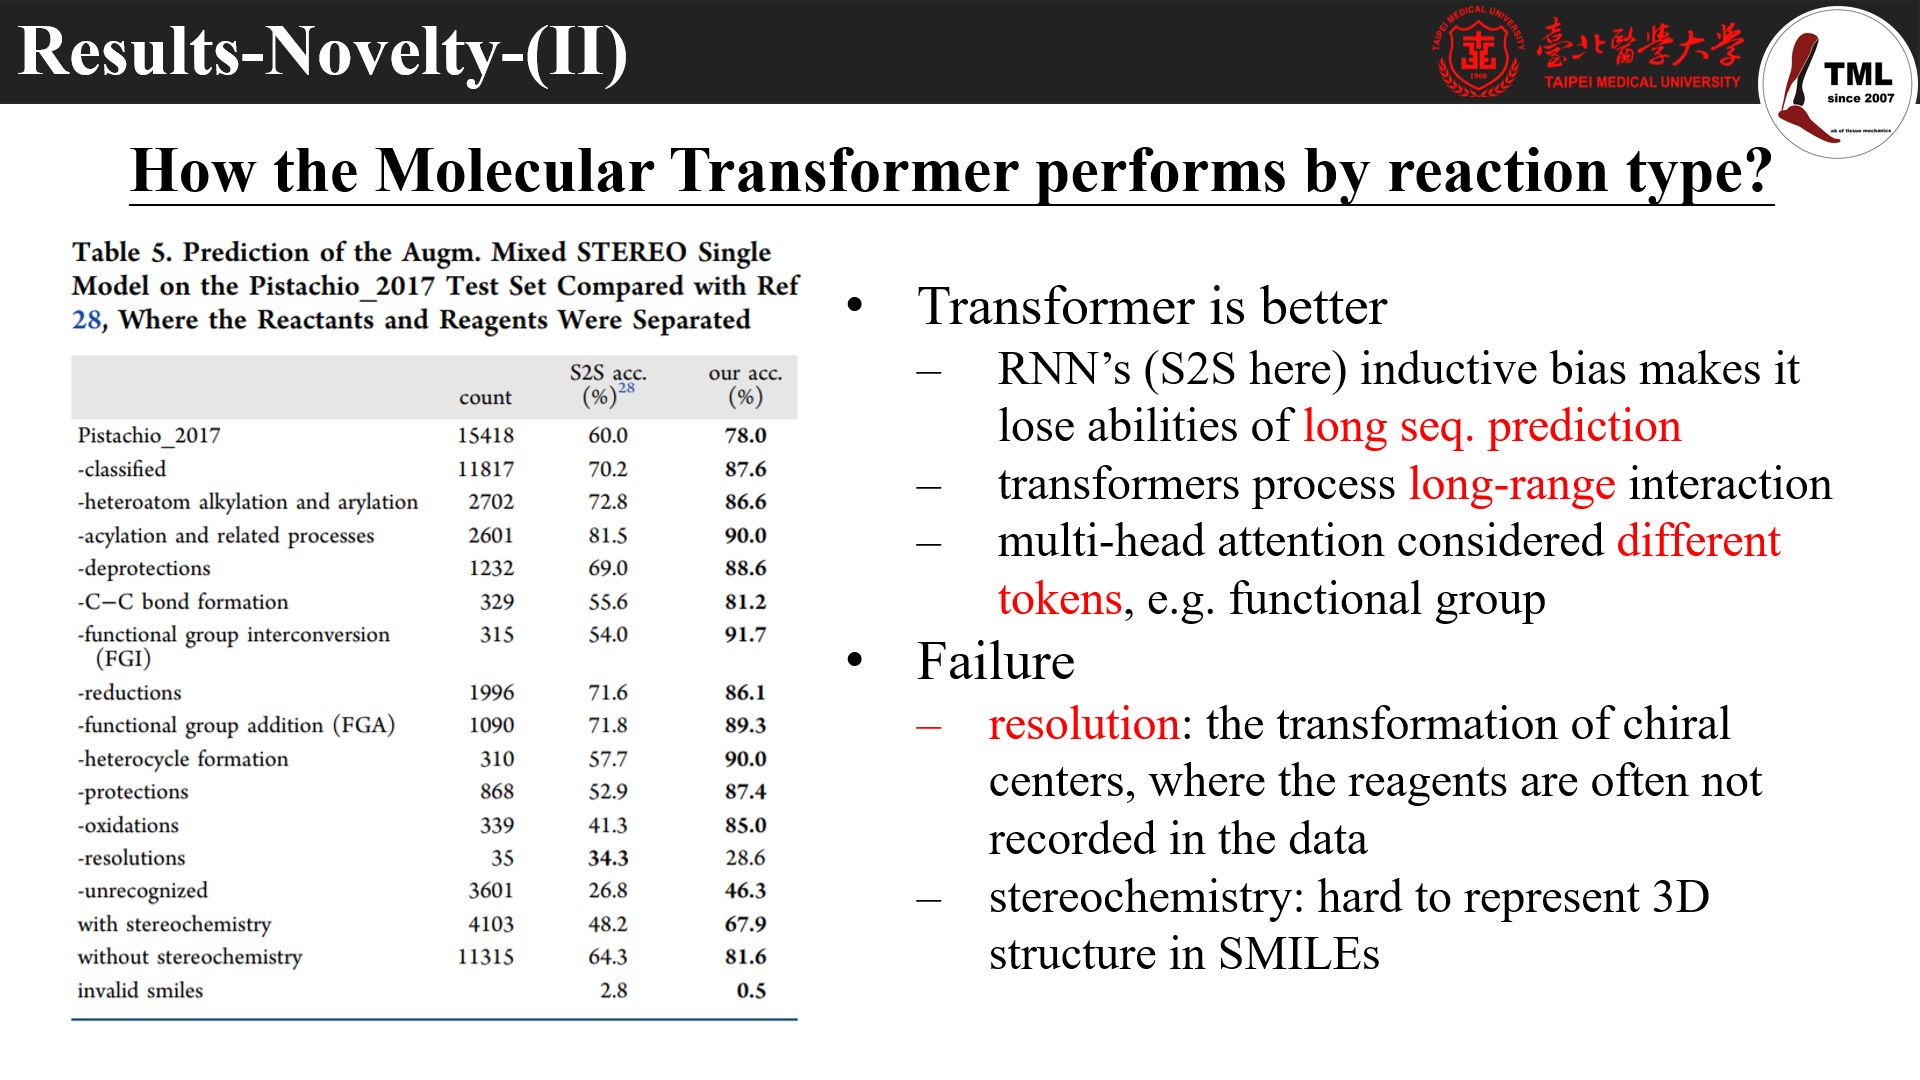 Results-Novelty-(II)
TAIPEI MEDICAL UNIVERSITY
1960
臺北醫學大學
TAIPEI MEDICAL UNIVERSITY
TML
since 2007
ab of tissue mechanics
How the Molecular Transformer performs by reaction type?
Table 5. Prediction of the Augm. Mixed STEREO Single
Model on the Pistachio_2017 Test Set Compared with Ref
28, Where the Reactants and Reagents Were Separated
count S2S acc. (%)28 our acc. (%)
Pistachio_2017 15418 60.0 78.0
-classified 11817 70.2 87.6
-heteroatom alkylation and arylation 2702 72.8 86.6
-acylation and related processes 2601 81.5 90.0
-deprotections 1232 69.0 88.6
-C−C bond formation 329 55.6 81.2
-functional group interconversion 315 54.0 91.7
(FGI)
-reductions 1996 71.6 86.1
-functional group addition (FGA) 1090 71.8 89.3
-heterocycle formation 310 57.7 90.0
-protections 868 52.9 87.4
-oxidations 339 41.3 85.0
-resolutions 35 34.3 28.6
-unrecognized 3601 26.8 46.3
with stereochemistry 4103 48.2 67.9
without stereochemistry 11315 64.3 81.6
invalid smiles 2.8 0.5
• Transformer is better
– RNN’s (S2S here) inductive bias makes it
lose abilities of long seq. prediction
– transformers process long-range interaction
– multi-head attention considered different
tokens, e.g. functional group
• Failure
– resolution: the transformation of chiral
centers, where the reagents are often not
recorded in the data
– stereochemistry: hard to represent 3D
structure in SMILEs